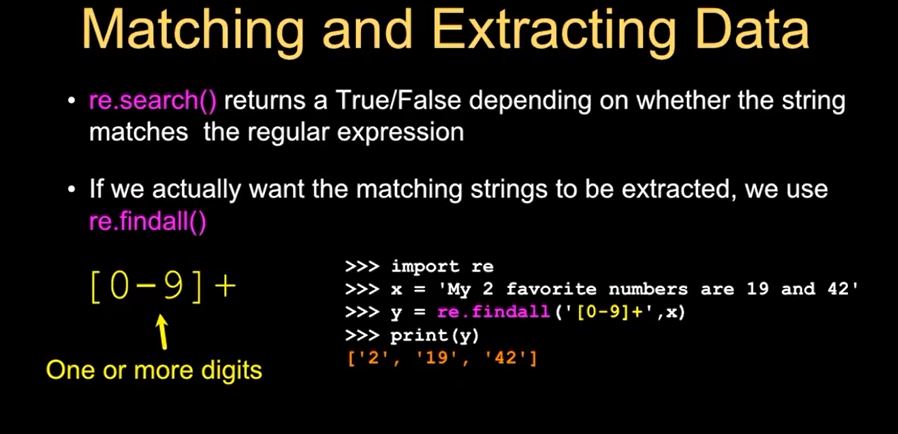 Matching and Extracting Data
• re.search() returns a True/False depending on whether the string
matches the regular expression
• If we actually want the matching strings to be extracted, we use
re.findall()
[0-9]+
One or more digits
>>> import re
>>> x = 'My 2 favorite numbers are 19 and 42'
>>> y = re.findall('[0-9]+',x)
>>> print(y)
['2', '19', '42']